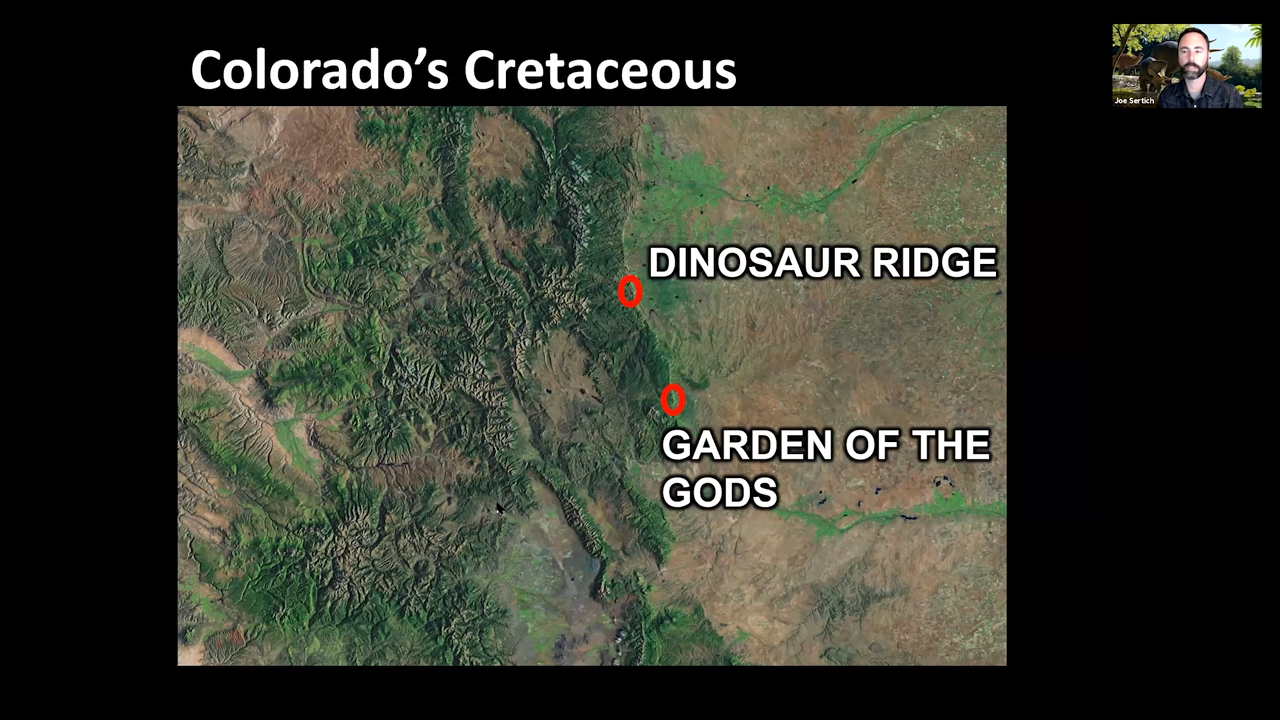 Colorado’s Cretaceous
Joe Sertich
DINOSAUR RIDGE
GARDEN OF THE
GODS